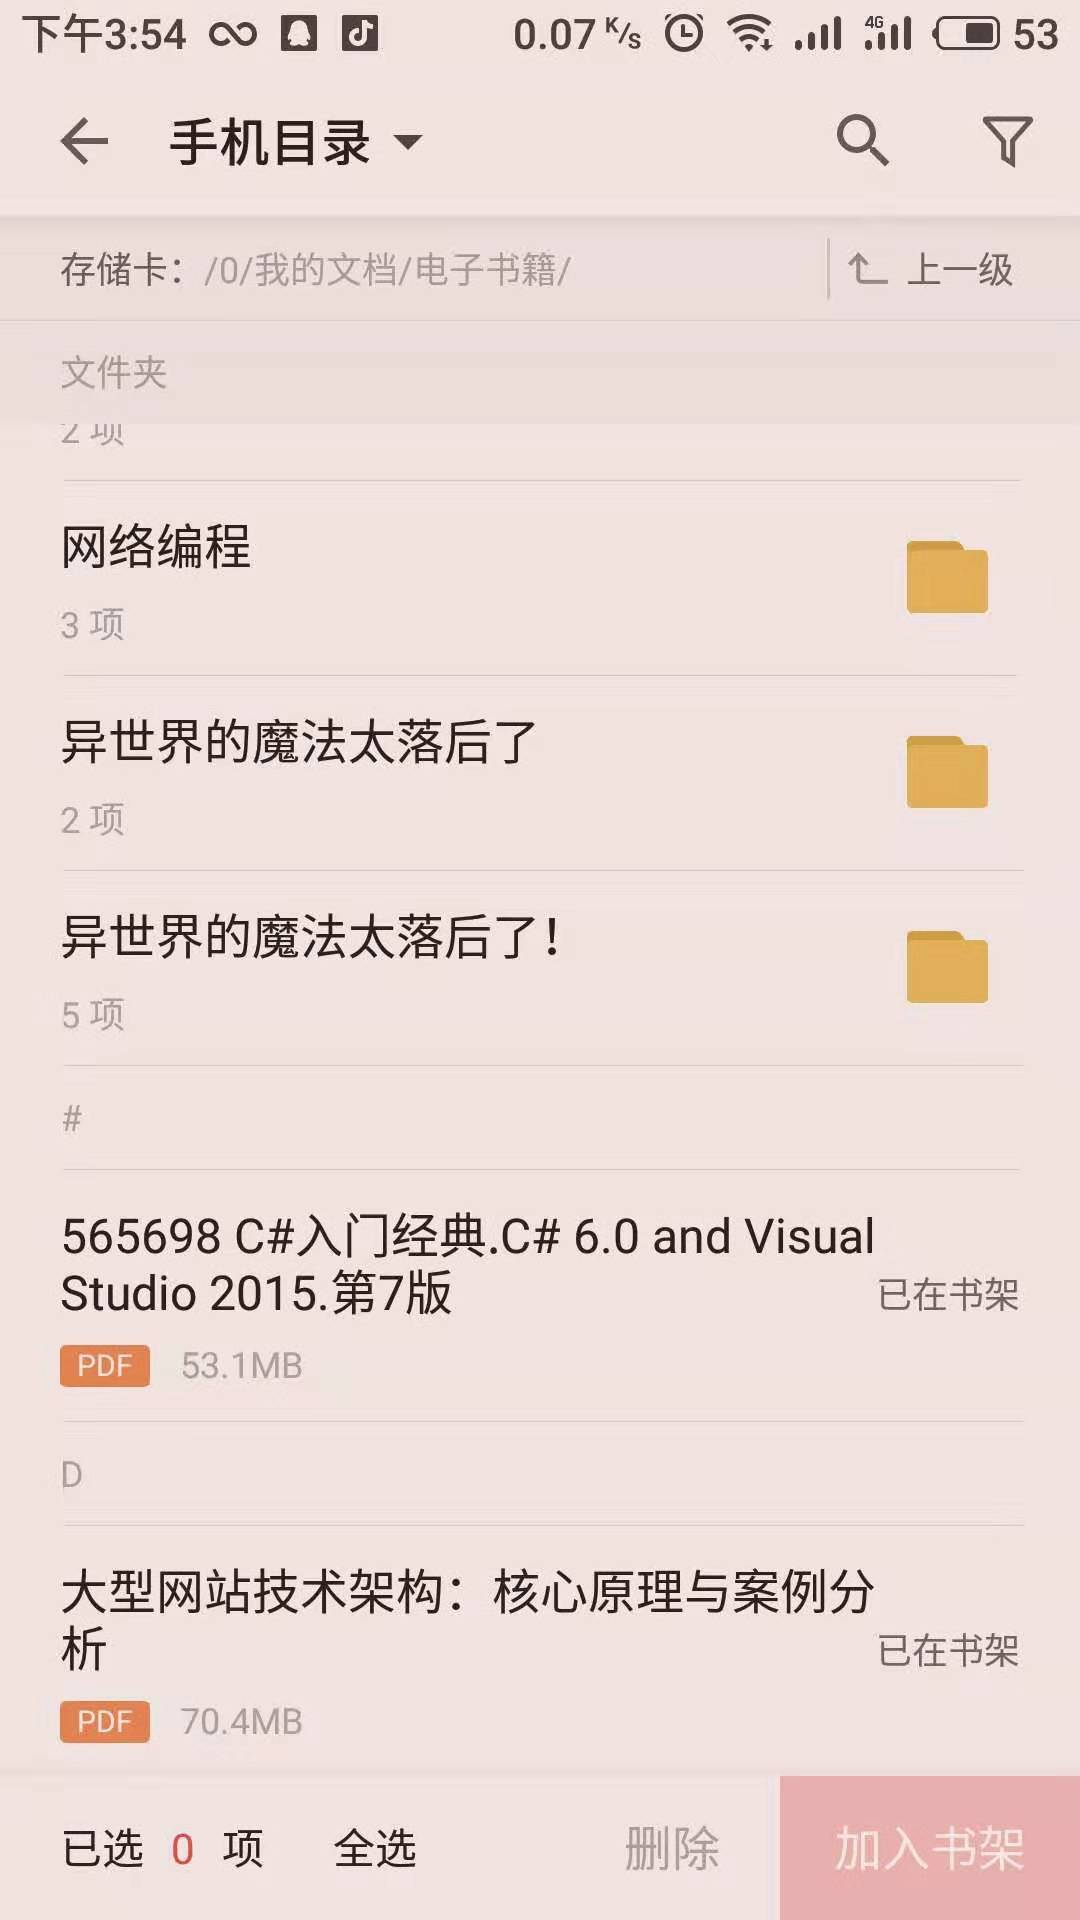 下午3:54 0.07 K/s 4G 53
手机目录
存储卡： /0/我的文档/电子书籍/ 上一级
文件夹
2 项
网络编程
3 项
异世界的魔法太落后了
2 项
异世界的魔法太落后了！
5 项
#
565698 C#入门经典.C# 6.0 and Visual
Studio 2015.第7版
已在书架
PDF 53.1MB
D
大型网站技术架构：核心原理与案例分
析
已在书架
PDF 70.4MB
已选 0 项 全选 删除 加入书架